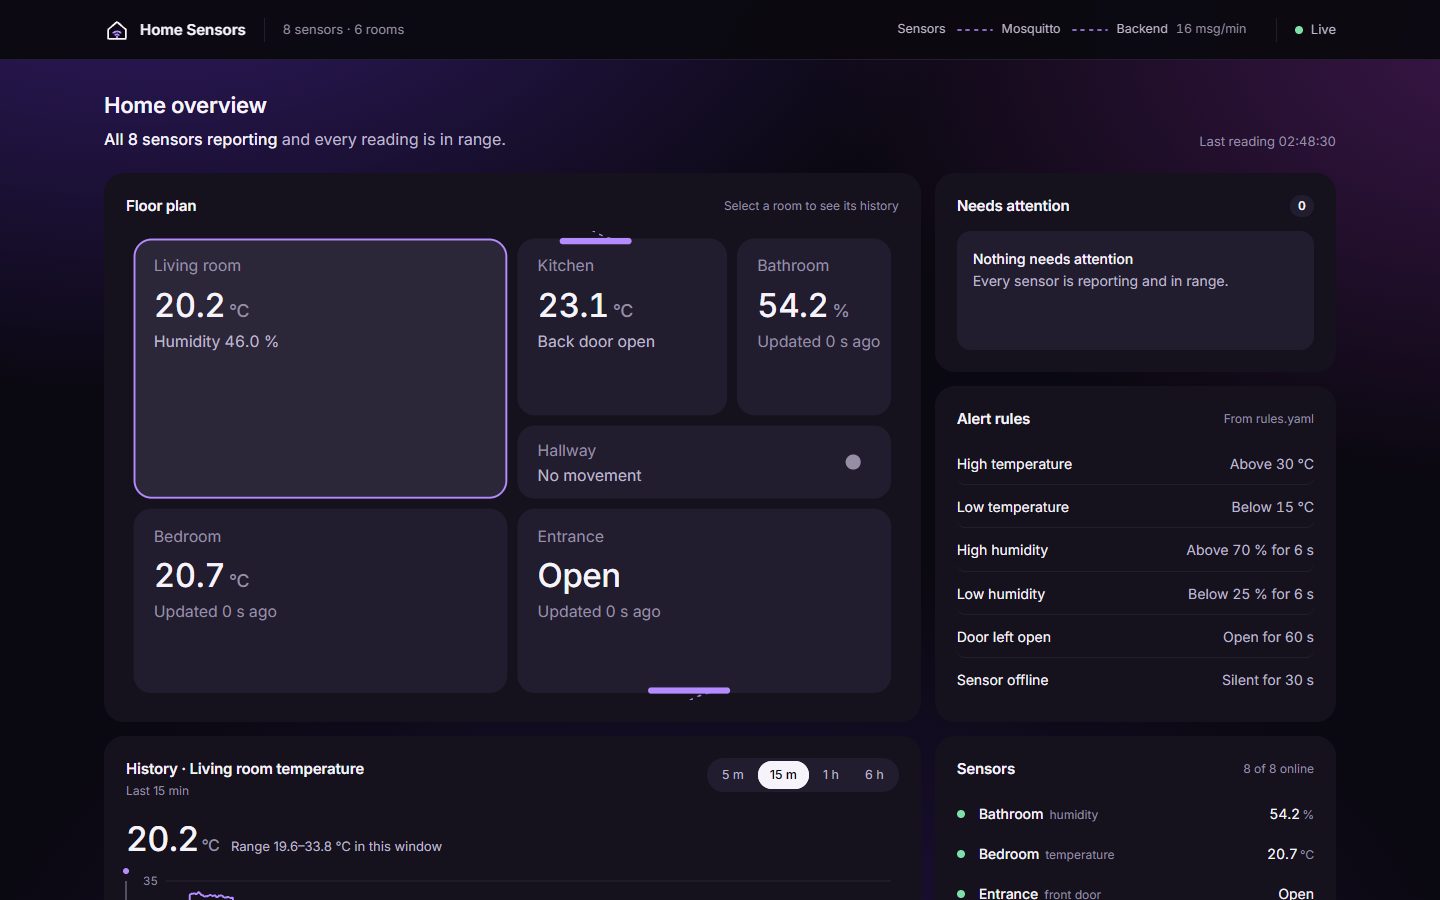 Home Sensors
8 sensors · 6 rooms
Sensors
Mosquitto
Backend 16 msg/min
Live
Home overview
All 8 sensors reporting and every reading is in range.
Last reading 02:48:30
Floor plan
Select a room to see its history
Living room
20.2 °C
Humidity 46.0 %
Kitchen
23.1 °C
Back door open
Bathroom
54.2 %
Updated 0 s ago
Hallway
No movement
Bedroom
20.7 °C
Updated 0 s ago
Entrance
Open
Updated 0 s ago
Needs attention
0
Nothing needs attention
Every sensor is reporting and in range.
Alert rules
From rules.yaml
High temperature
Above 30 °C
Low temperature
Below 15 °C
High humidity
Above 70 % for 6 s
Low humidity
Below 25 % for 6 s
Door left open
Open for 60 s
Sensor offline
Silent for 30 s
History · Living room temperature
Last 15 min
5 m
15 m
1 h
6 h
20.2 °C Range 19.6–33.8 °C in this window
35
Sensors
8 of 8 online
Bathroom humidity
54.2 %
Bedroom temperature
20.7 °C
Entrance front door
Open